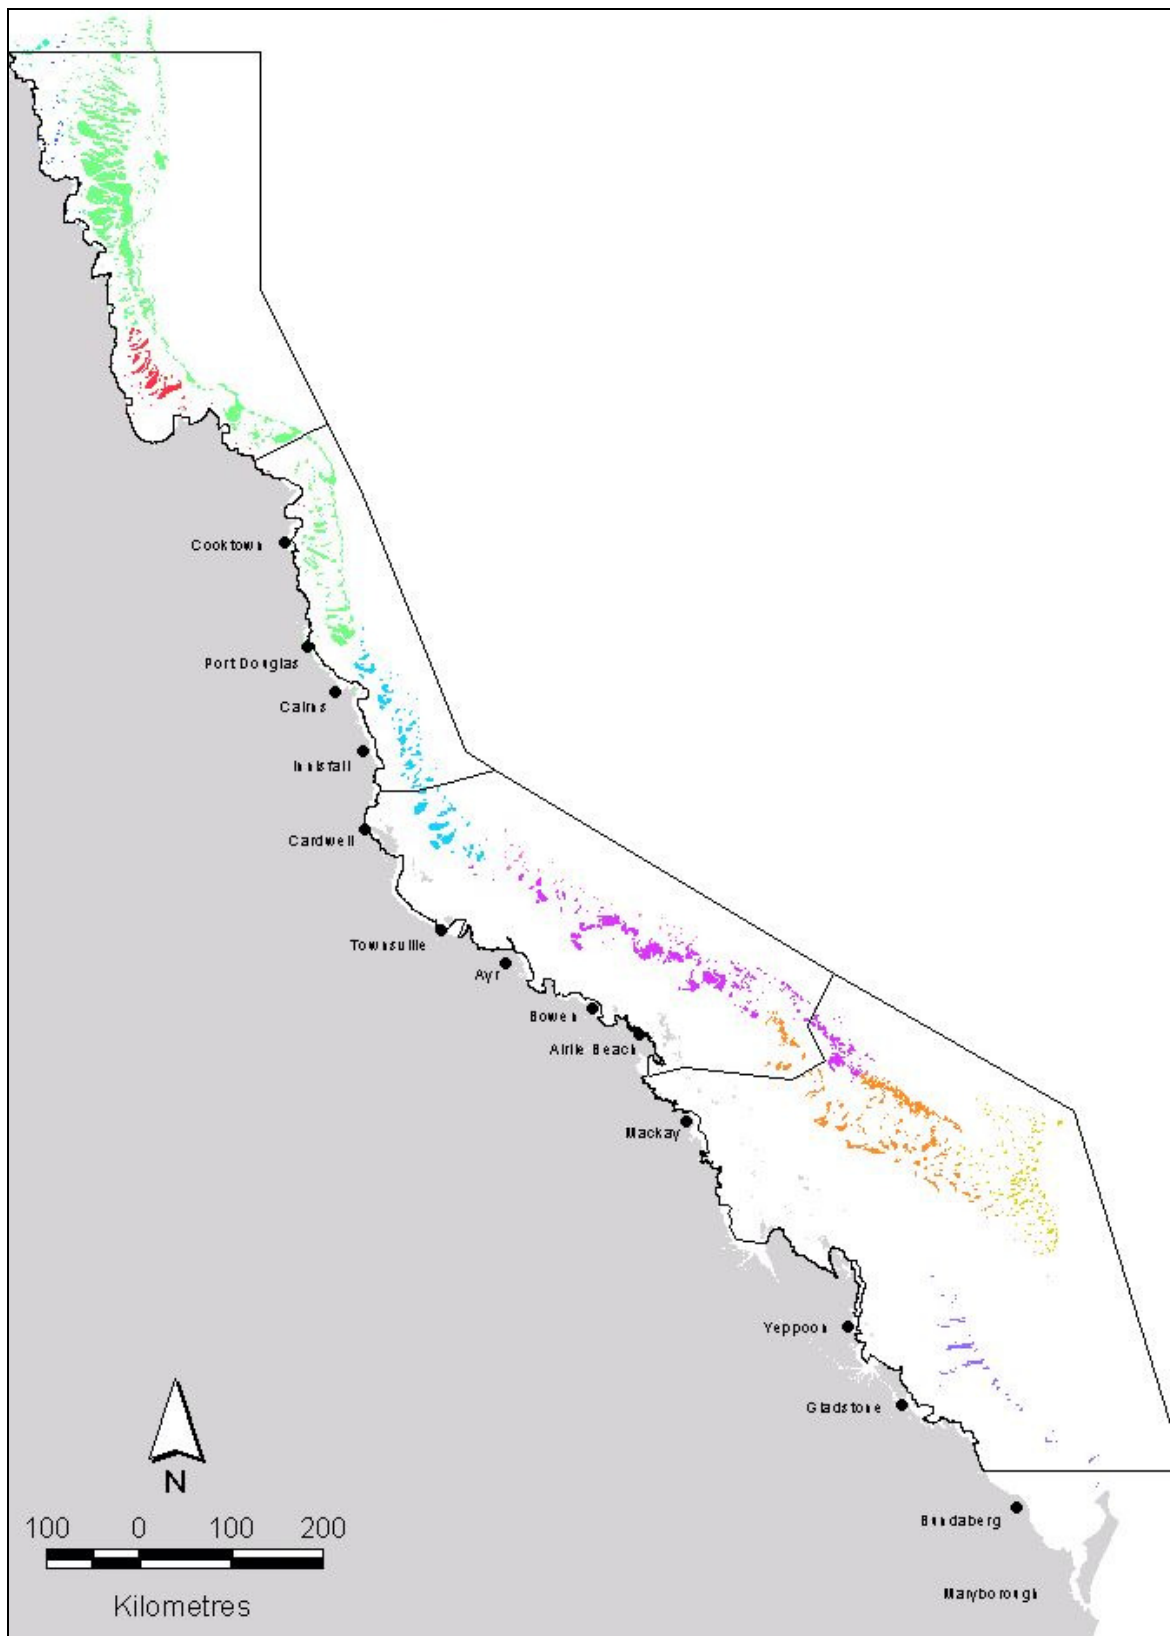 Cooktown
Port Douglas
Cairns
Innisfail
Cardwell
Townsville
Ayr
Bowen
Airlie Beach
Mackay
Yeppoon
Gladstone
N
100 0 100 200
Bundaberg
Kilometres
Maryborough